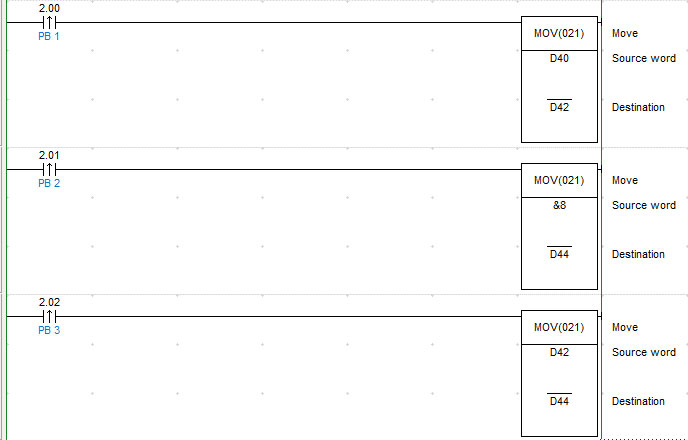 2.00
PB 1
MOV(021) Move
D40 Source word
D42 Destination
2.01
PB 2
MOV(021) Move
&8 Source word
D44 Destination
2.02
PB 3
MOV(021) Move
D42 Source word
D44 Destination